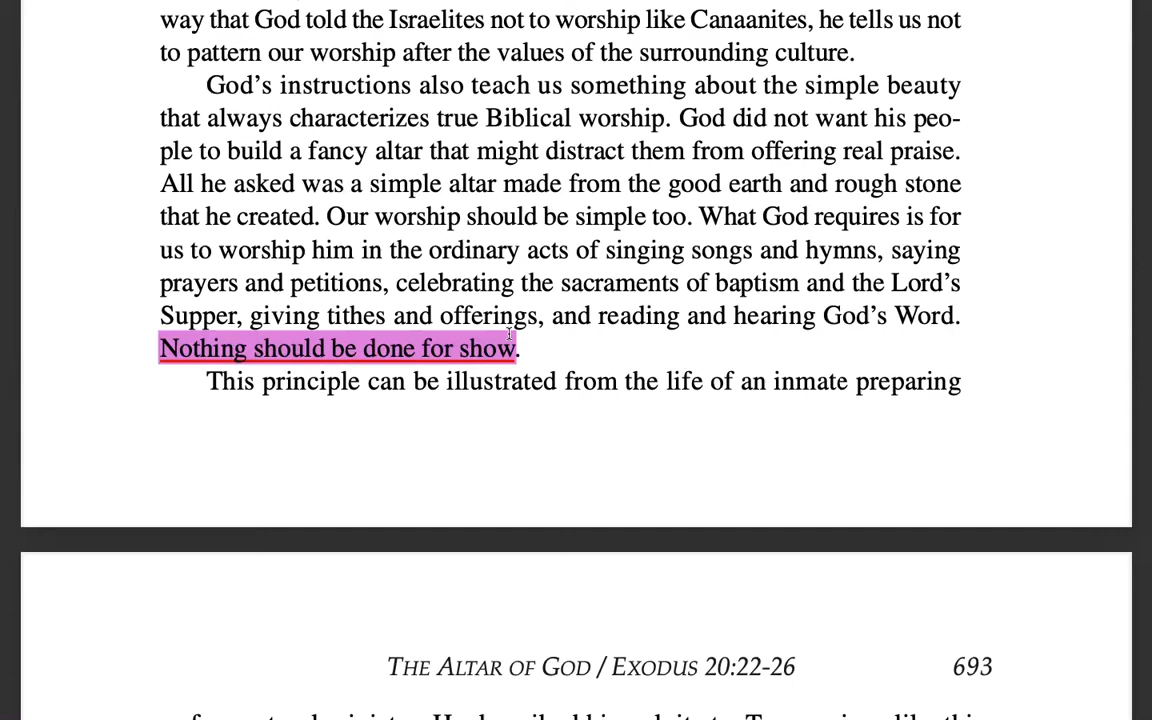 way that God told the Israelites not to worship like Canaanites, he tells us not
to pattern our worship after the values of the surrounding culture.
God’s instructions also teach us something about the simple beauty
that always characterizes true Biblical worship. God did not want his peo-
ple to build a fancy altar that might distract them from offering real praise.
All he asked was a simple altar made from the good earth and rough stone
that he created. Our worship should be simple too. What God requires is for
us to worship him in the ordinary acts of singing songs and hymns, saying
prayers and petitions, celebrating the sacraments of baptism and the Lord’s
Supper, giving tithes and offerings, and reading and hearing God’s Word.
Nothing should be done for show.
This principle can be illustrated from the life of an inmate preparing
THE ALTAR OF GOD / EXODUS 20:22-26 693